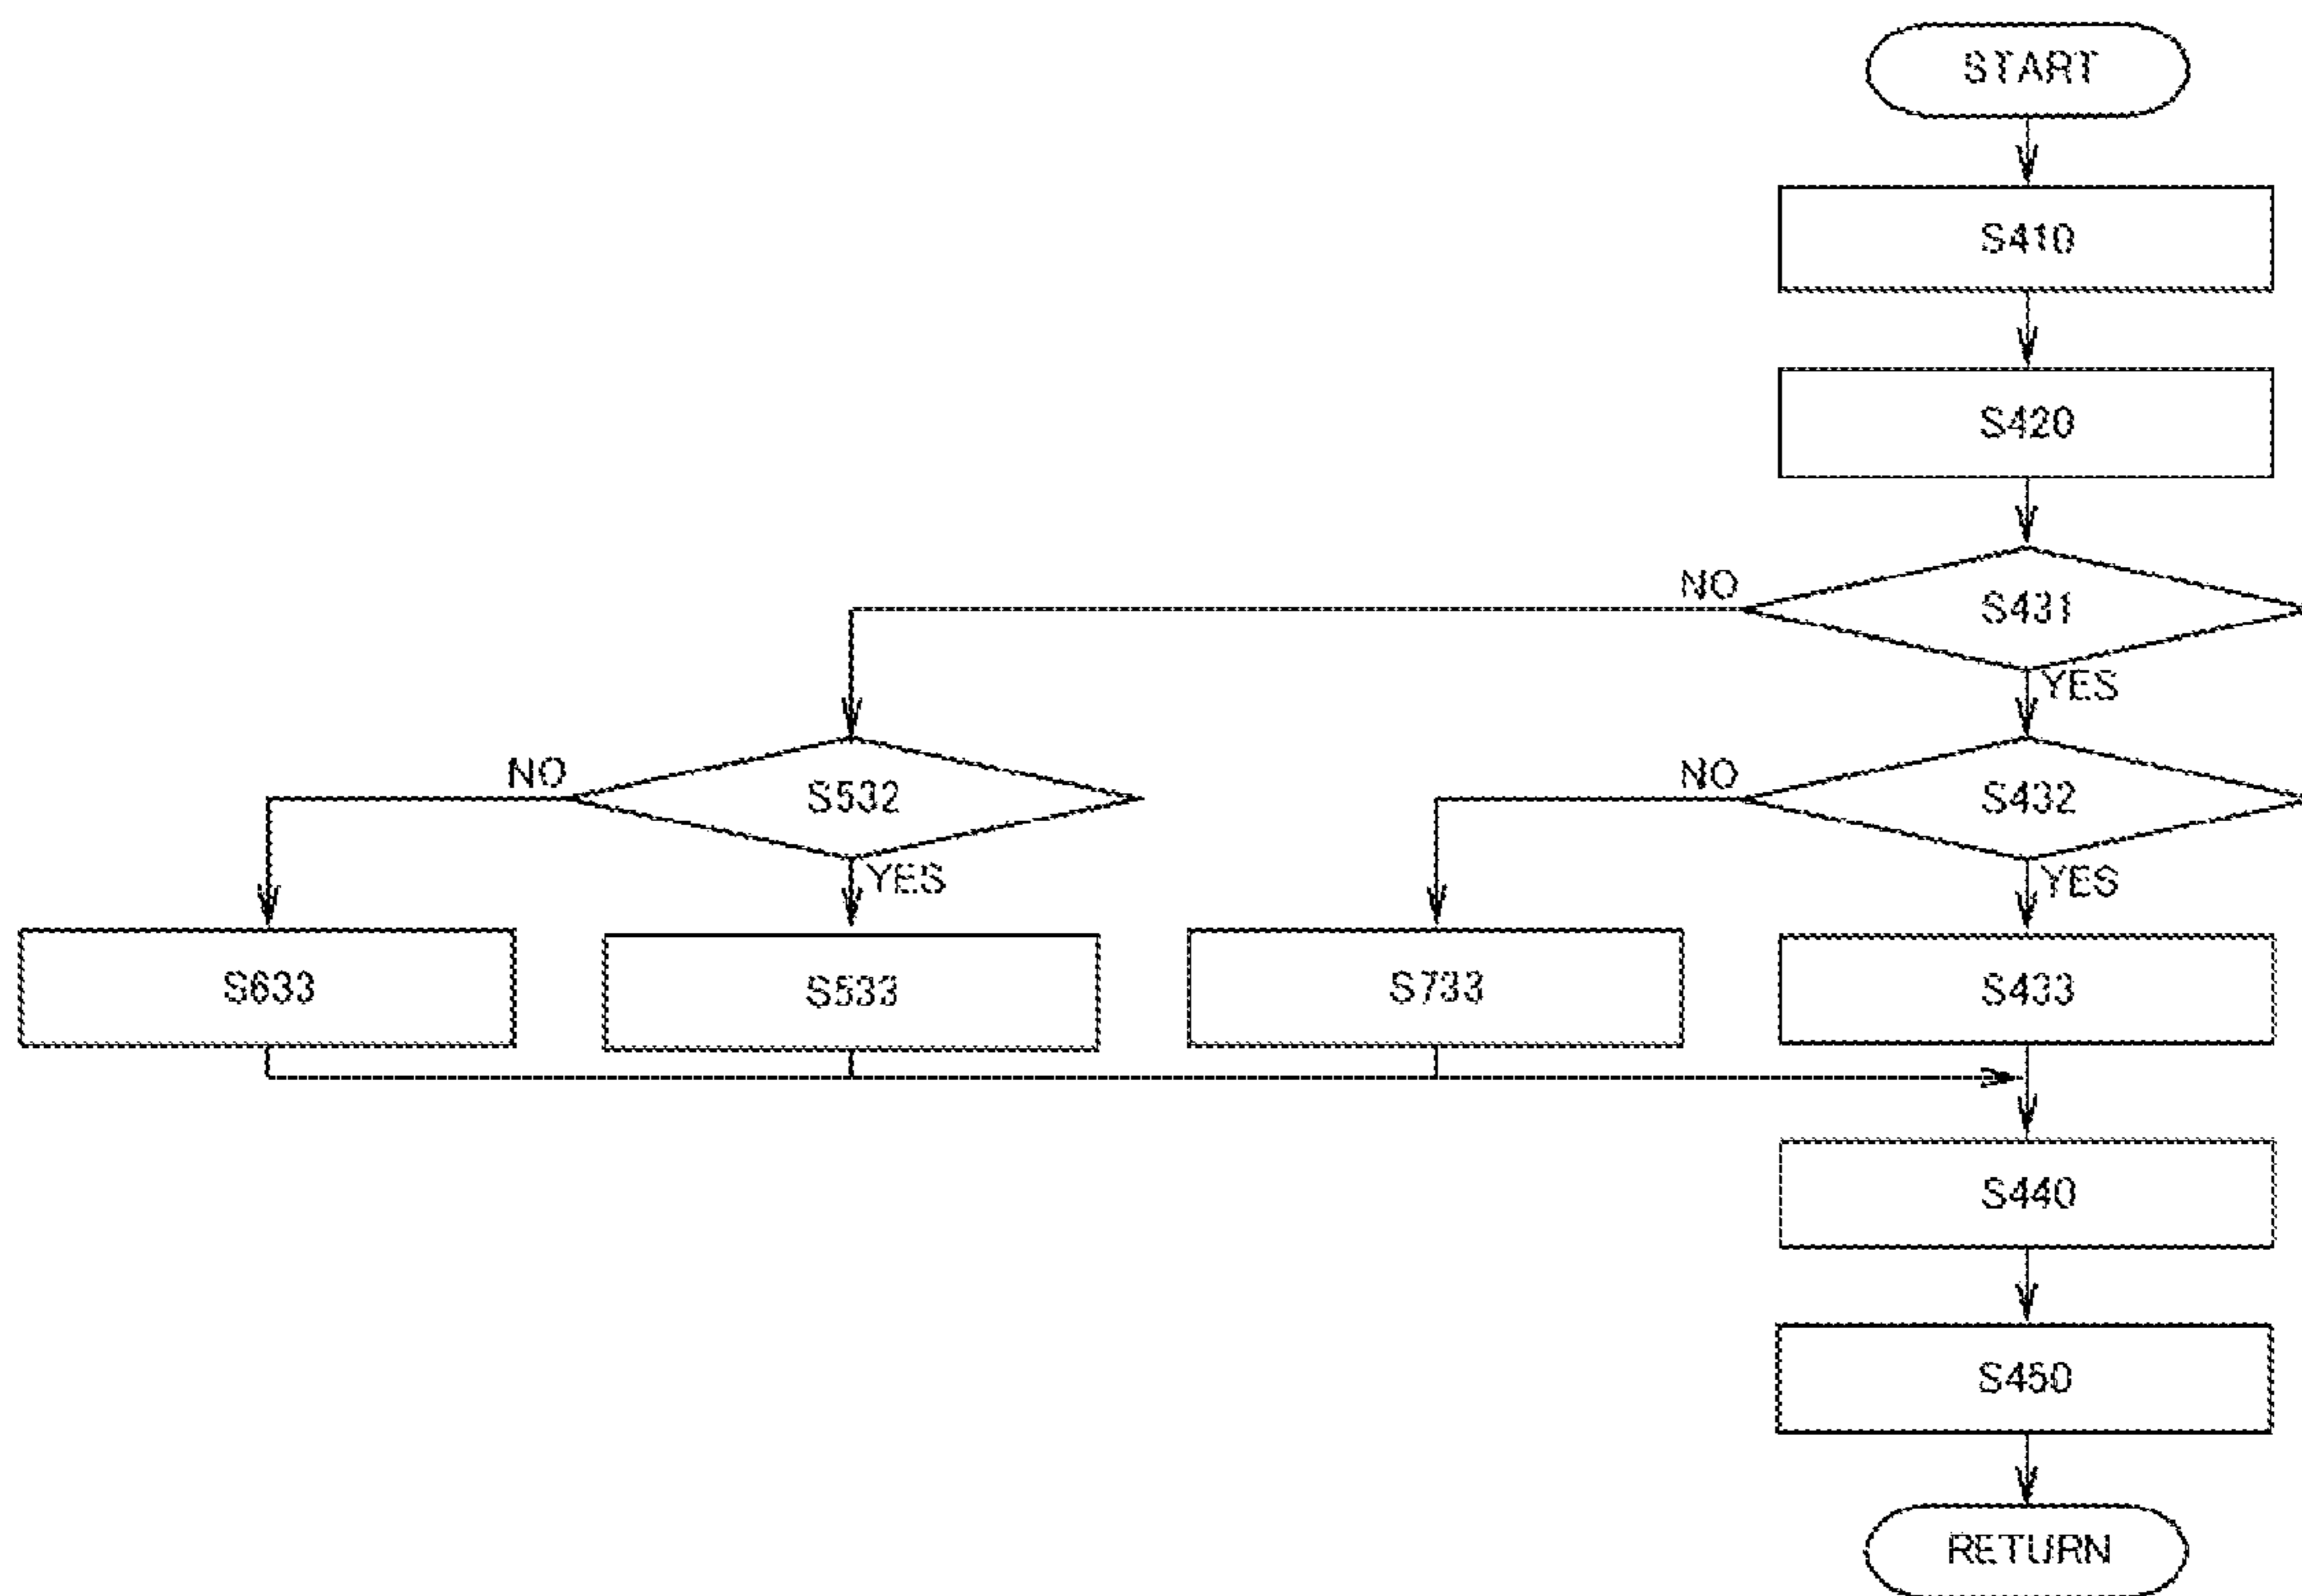 START
S410
S420
NO
S431
YES
NO
S532
YES
NO
S432
YES
S633
S533
S733
S433
S440
S450
RETURN